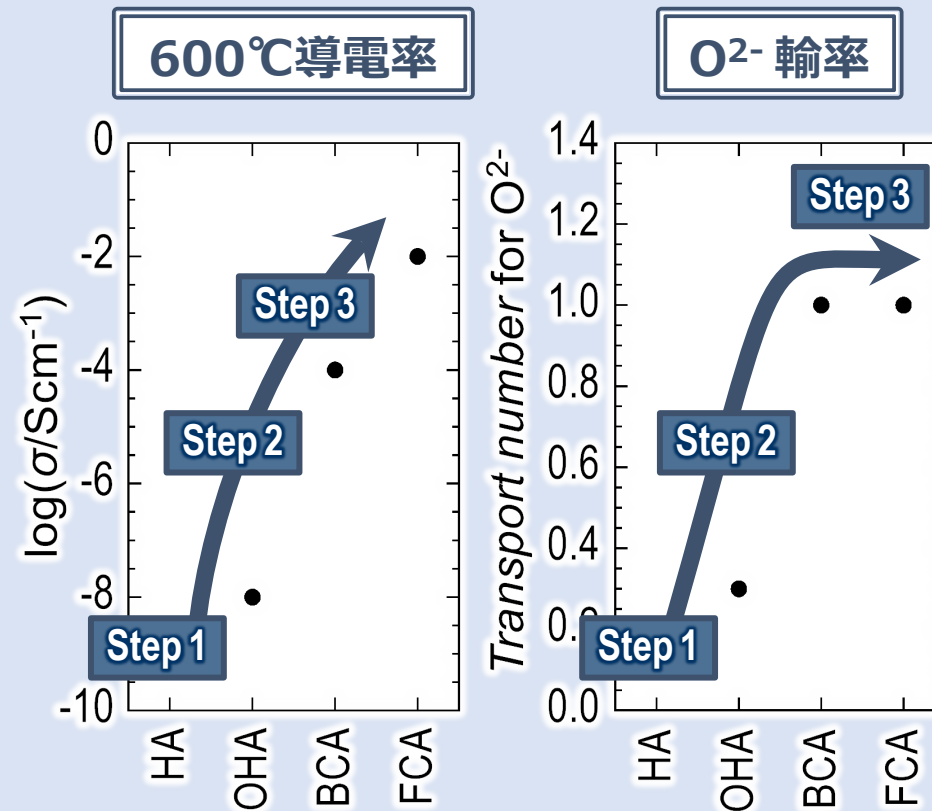 600℃導電率
0
-2
-4
-6
-8
-10
log(σ/Scm⁻¹)
Step 3
Step 2
Step 1
HA
OHA
BCA
FCA
O²⁻ 輸率
1.4
1.2
1.0
0.8
0.6
0.4
0.0
Transport number for O²⁻
Step 3
Step 2
Step 1
HA
OHA
BCA
FCA